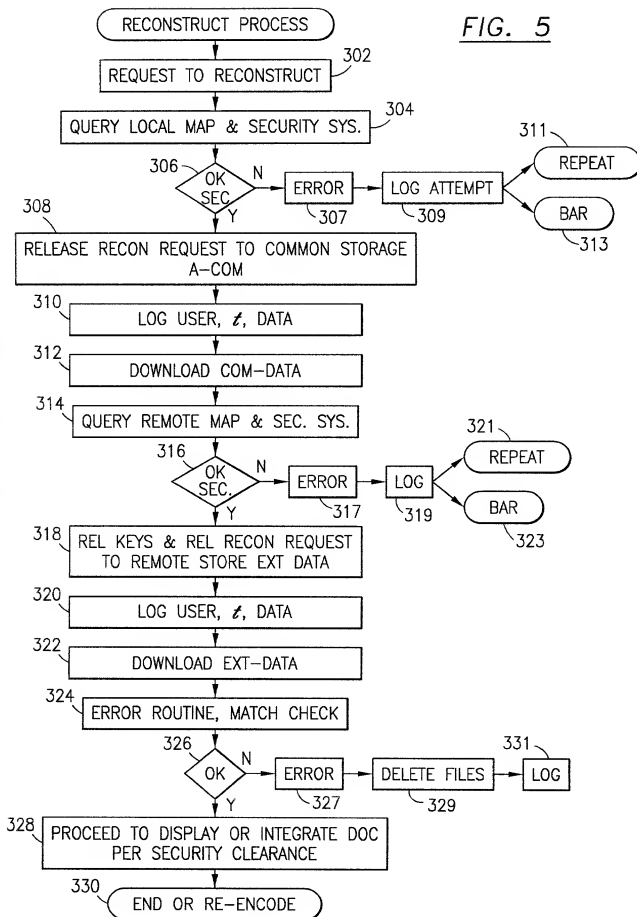 RECONSTRUCT PROCESS
FIG. 5
REQUEST TO RECONSTRUCT
302
QUERY LOCAL MAP & SECURITY SYS.
304
306
OK
SEC
N
Y
ERROR
307
LOG ATTEMPT
309
311
REPEAT
BAR
313
308
RELEASE RECON REQUEST TO COMMON STORAGE
A-COM
310
LOG USER, t, DATA
312
DOWNLOAD COM-DATA
314
QUERY REMOTE MAP & SEC. SYS.
316
OK
SEC.
N
Y
ERROR
317
LOG
319
321
REPEAT
BAR
323
318
REL KEYS & REL RECON REQUEST
TO REMOTE STORE EXT DATA
320
LOG USER, t, DATA
322
DOWNLOAD EXT-DATA
324
ERROR ROUTINE, MATCH CHECK
326
OK
N
Y
ERROR
327
DELETE FILES
329
331
LOG
328
PROCEED TO DISPLAY OR INTEGRATE DOC
PER SECURITY CLEARANCE
330
END OR RE-ENCODE